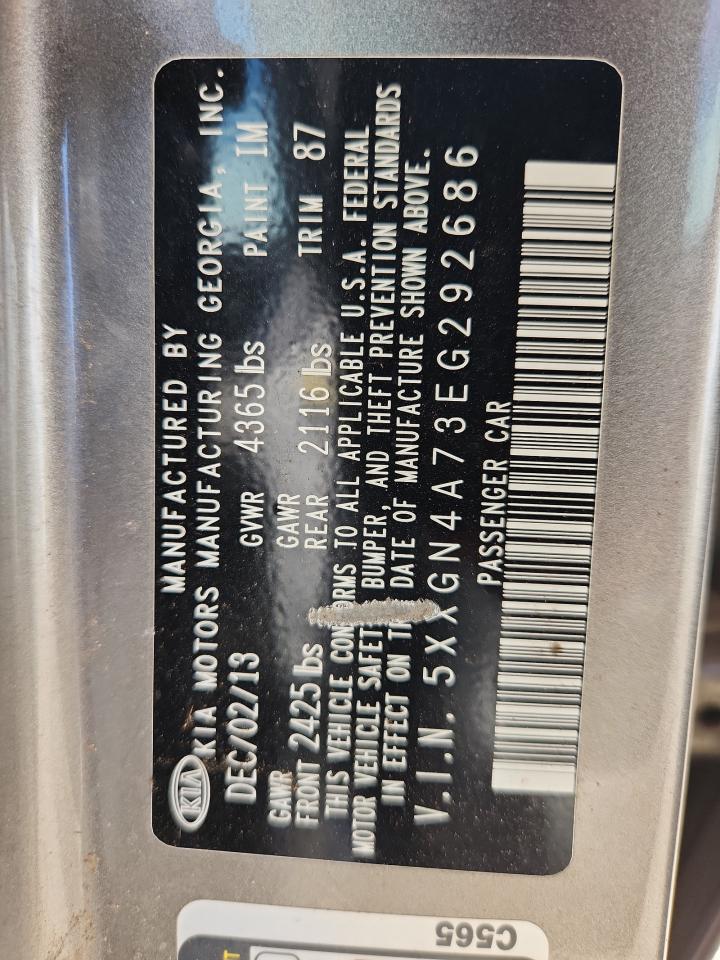 MANUFACTURED BY
KIA KIA MOTORS MANUFACTURING GEORGIA, INC.
DEC/02/13 GVWR 4365 lbs PAINT IM
GAWR GAWR
FRONT 2425 lbs REAR 2116 lbs TRIM 87
THIS VEHICLE CON RMS TO ALL APPLICABLE U.S.A. FEDERAL
MOTOR VEHICLE SAFET BUMPER, AND THEFT PREVENTION STANDARDS
IN EFFECT ON T DATE OF MANUFACTURE SHOWN ABOVE.
V.I.N. 5XXGN4A73EG292686
PASSENGER CAR
C565